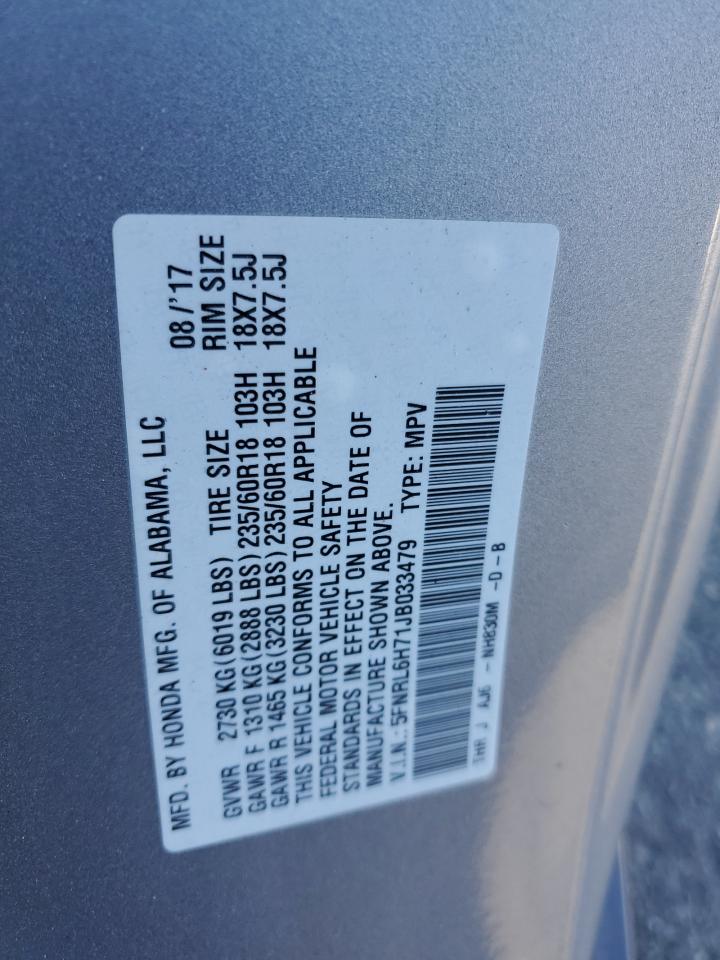 MFD. BY HONDA MFG. OF ALABAMA, LLC 08/'17
GVWR 2730 KG(6019 LBS) TIRE SIZE RIM SIZE
GAWR F 1310 KG(2888 LBS)235/60R18 103H 18X7.5J
GAWR R 1465 KG(3230 LBS)235/60R18 103H 18X7.5J
THIS VEHICLE CONFORMS TO ALL APPLICABLE
FEDERAL MOTOR VEHICLE SAFETY
STANDARDS IN EFFECT ON THE DATE OF
MANUFACTURE SHOWN ABOVE.
V.I.N.:5FNRL6H71JB033479 TYPE: MPV
THR J AJ6 -NH830M -D-B